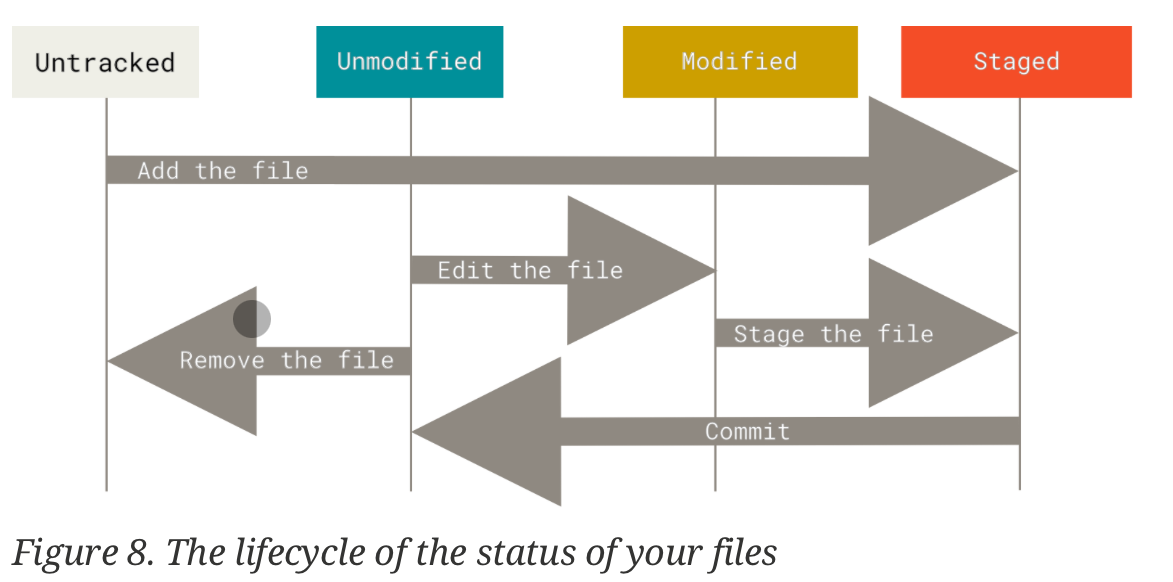 Untracked
Unmodified
Modified
Staged
Add the file
Edit the file
Stage the file
Remove the file
Commit
Figure 8. The lifecycle of the status of your files